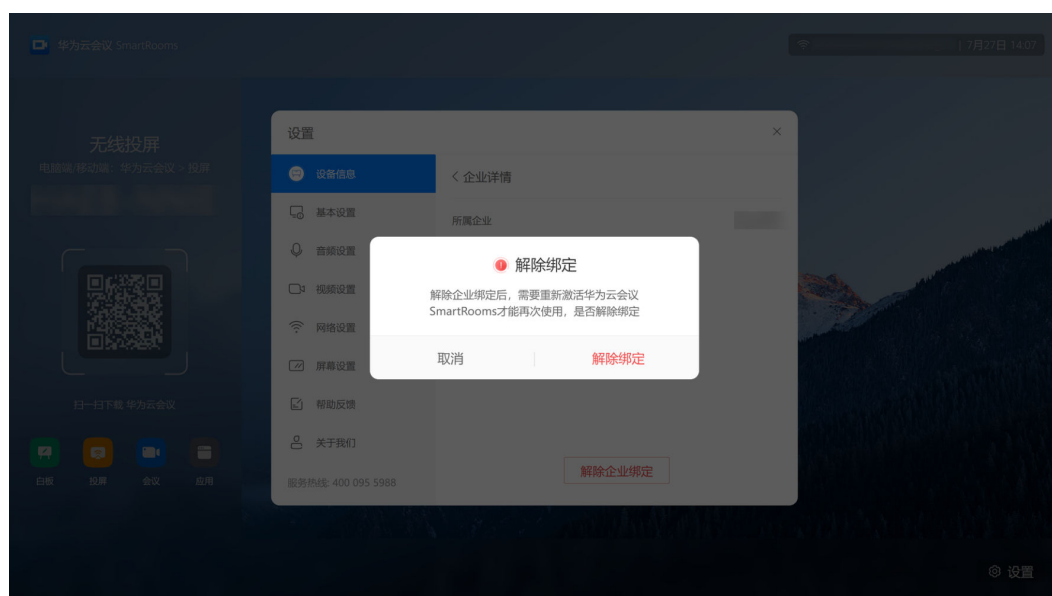 华为云会议 SmartRooms
7月27日 14:07
无线投屏
电脑端/移动端：华为云会议 > 投屏
扫一扫下载 华为云会议
白板
投屏
会议
应用
设置
设备信息
基本设置
音频设置
视频设置
网络设置
屏幕设置
帮助反馈
关于我们
服务热线: 400 095 5988
企业详情
所属企业
解除绑定
解除企业绑定后，需要重新激活华为云会议
SmartRooms才能再次使用，是否解除绑定
取消
解除绑定
解除企业绑定
设置